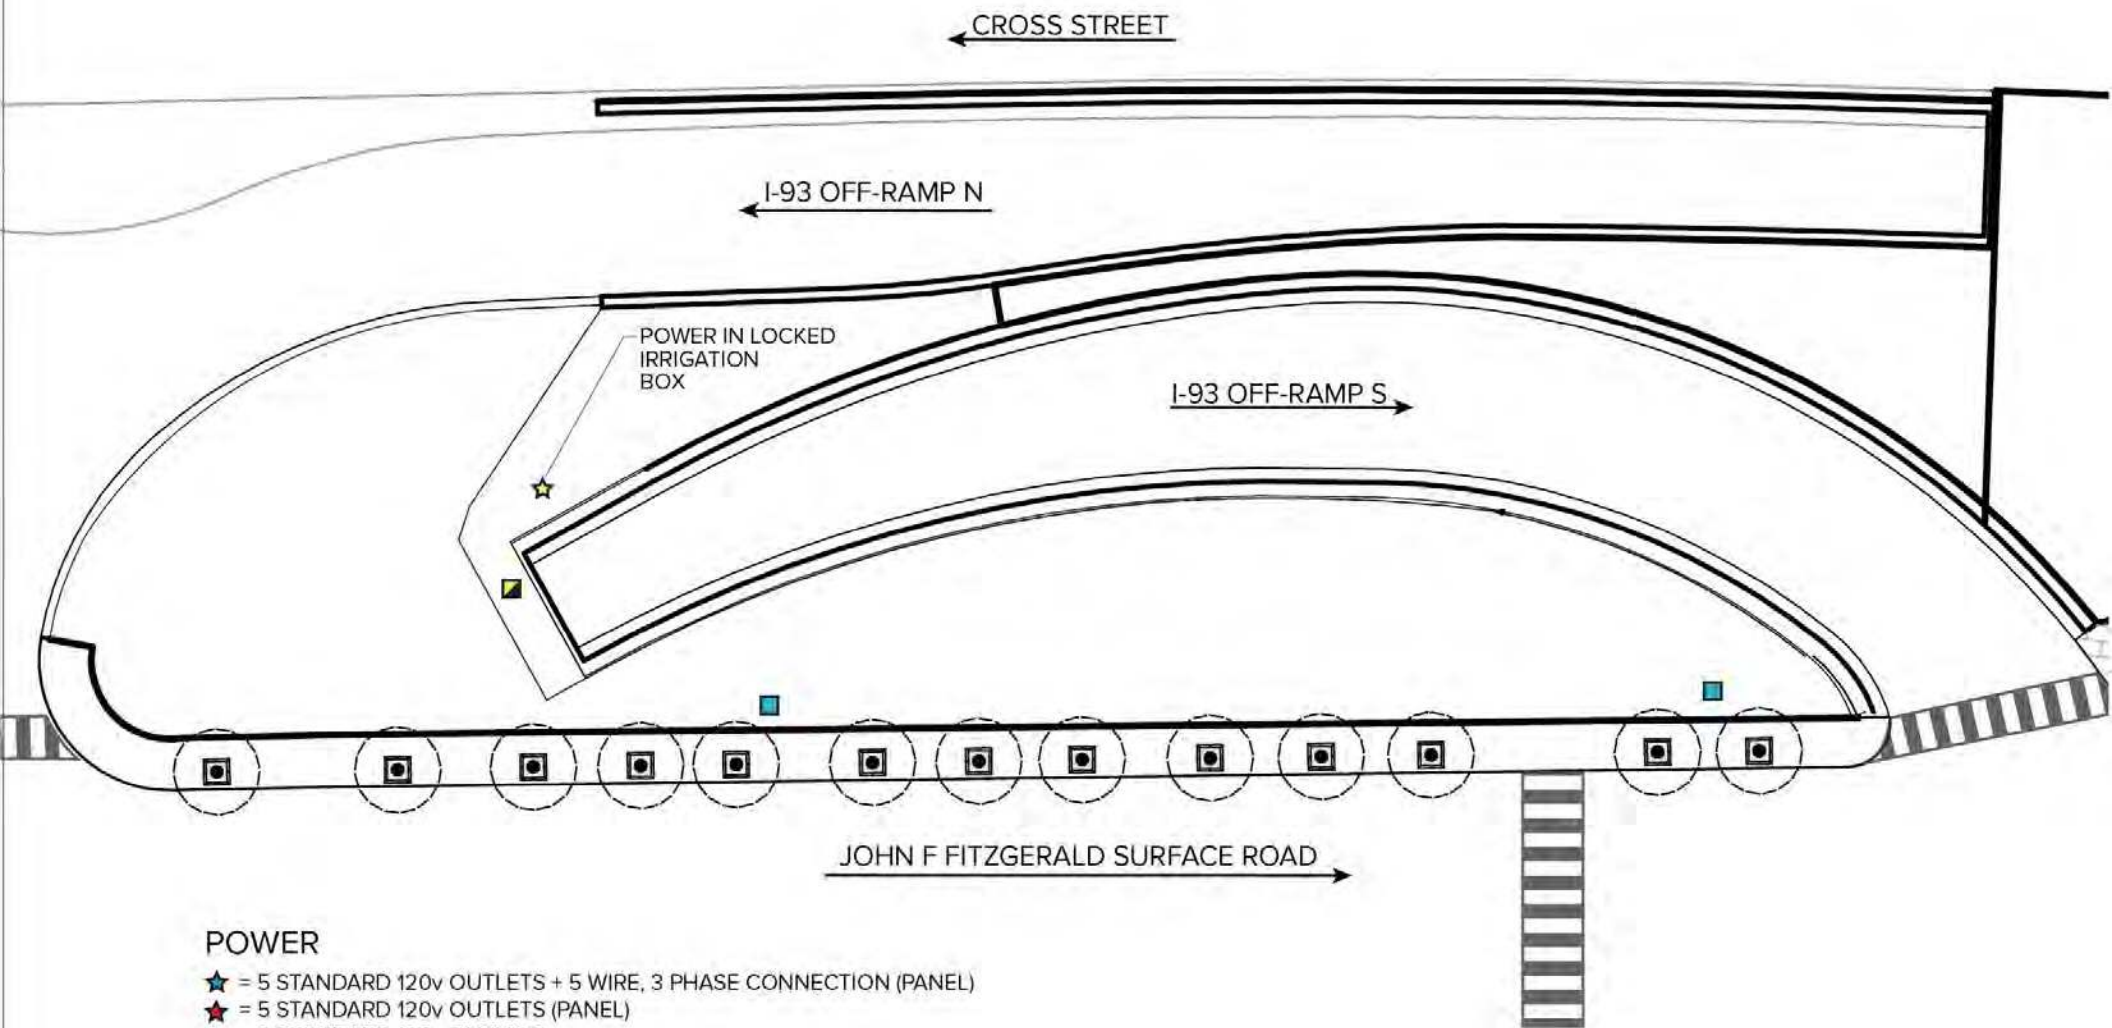 CROSS STREET
I-93 OFF-RAMP N
POWER IN LOCKED
IRRIGATION
BOX
I-93 OFF-RAMP S
JOHN F FITZGERALD SURFACE ROAD
POWER
= 5 STANDARD 120v OUTLETS + 5 WIRE, 3 PHASE CONNECTION (PANEL)
= 5 STANDARD 120v OUTLETS (PANEL)